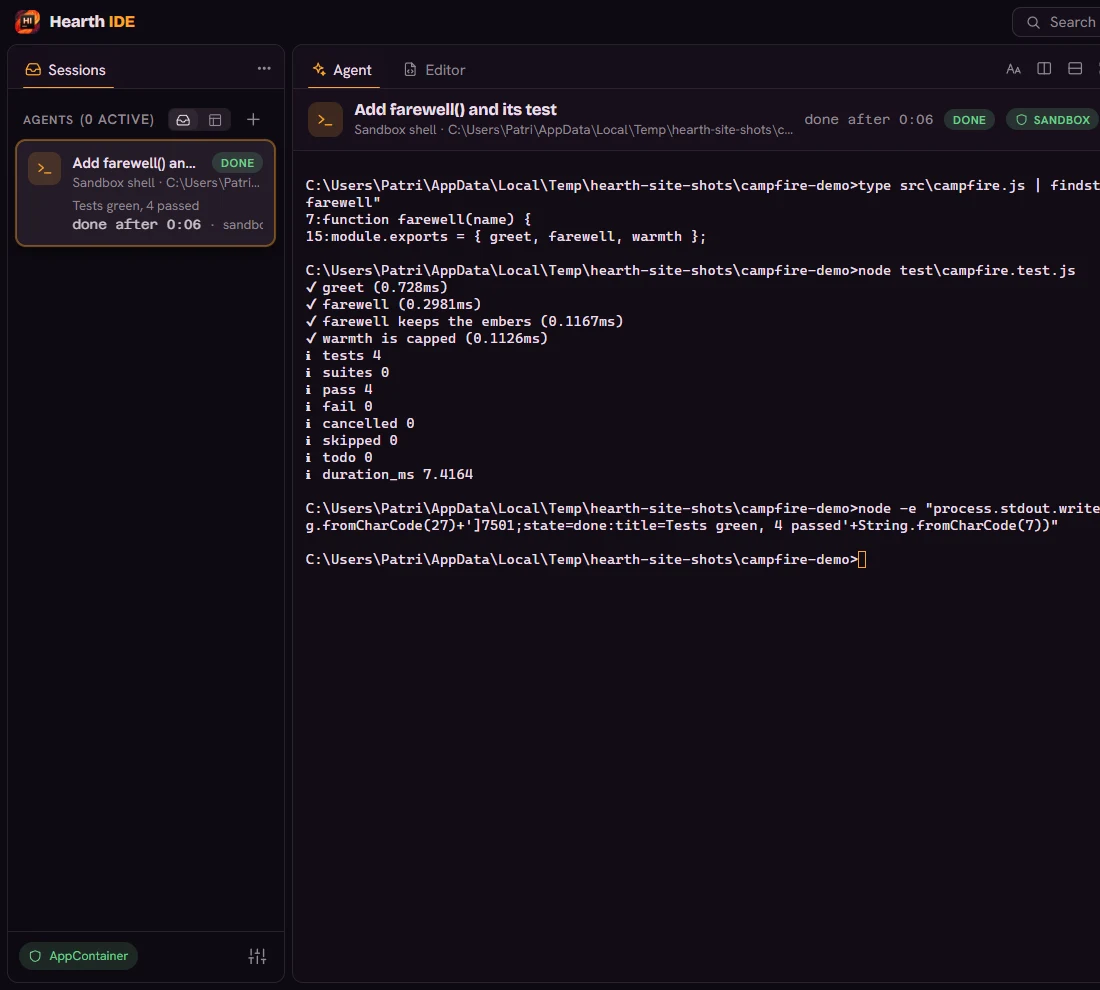 Hearth IDE
Search
Sessions
Agent
Editor
AGENTS (0 ACTIVE)
Add farewell() and its test
Sandbox shell · C:\Users\Patri\AppData\Local\Temp\hearth-site-shots\c...
done after 0:06
DONE
SANDBOX
Add farewell() an...
DONE
Sandbox shell · C:\Users\Patri...
Tests green, 4 passed
done after 0:06 · sandbo
C:\Users\Patri\AppData\Local\Temp\hearth-site-shots\campfire-demo>type src\campfire.js | findst
farewell"
7:function farewell(name) {
15:module.exports = { greet, farewell, warmth };
C:\Users\Patri\AppData\Local\Temp\hearth-site-shots\campfire-demo>node test\campfire.test.js
✓ greet (0.728ms)
✓ farewell (0.2981ms)
✓ farewell keeps the embers (0.1167ms)
✓ warmth is capped (0.1126ms)
ℹ tests 4
ℹ suites 0
ℹ pass 4
ℹ fail 0
ℹ cancelled 0
ℹ skipped 0
ℹ todo 0
ℹ duration_ms 7.4164
C:\Users\Patri\AppData\Local\Temp\hearth-site-shots\campfire-demo>node -e "process.stdout.write
g.fromCharCode(27)+']7501;state=done:title=Tests green, 4 passed'+String.fromCharCode(7))"
C:\Users\Patri\AppData\Local\Temp\hearth-site-shots\campfire-demo>
AppContainer